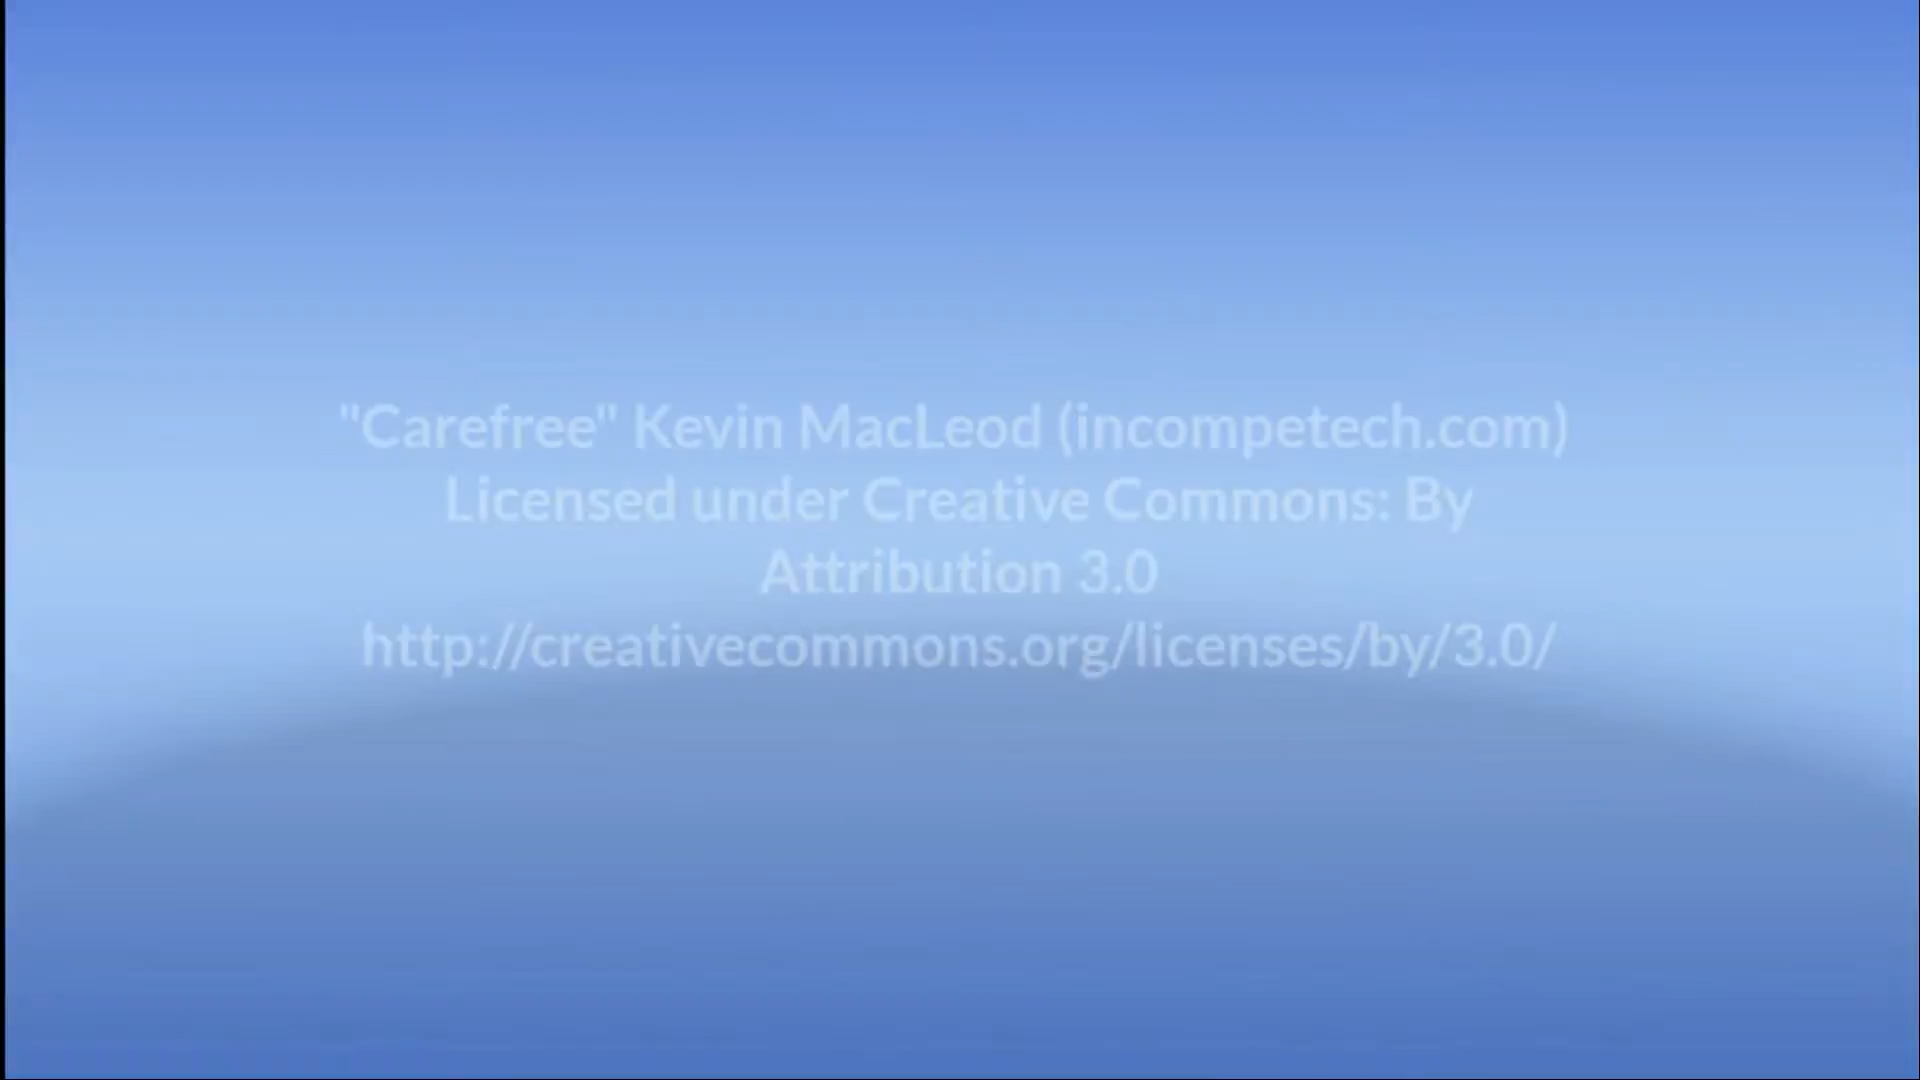 "Carefree" Kevin MacLeod (incompetech.com)
Licensed under Creative Commons: By
Attribution 3.0
http://creativecommons.org/licenses/by/3.0/